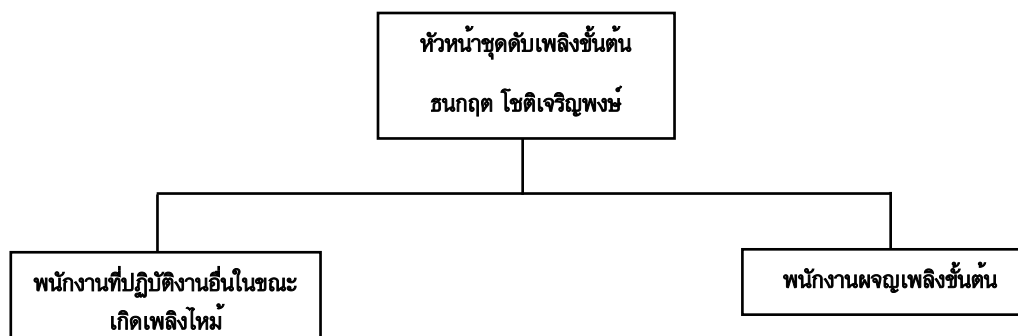 หัวหน้าชุดดับเพลิงขั้นต้น
ธนกฤต โชติเจริญพงษ์
พนักงานที่ปฏิบัติงานอื่นในขณะ
เกิดเพลิงไหม้
พนักงานผจญเพลิงขั้นต้น